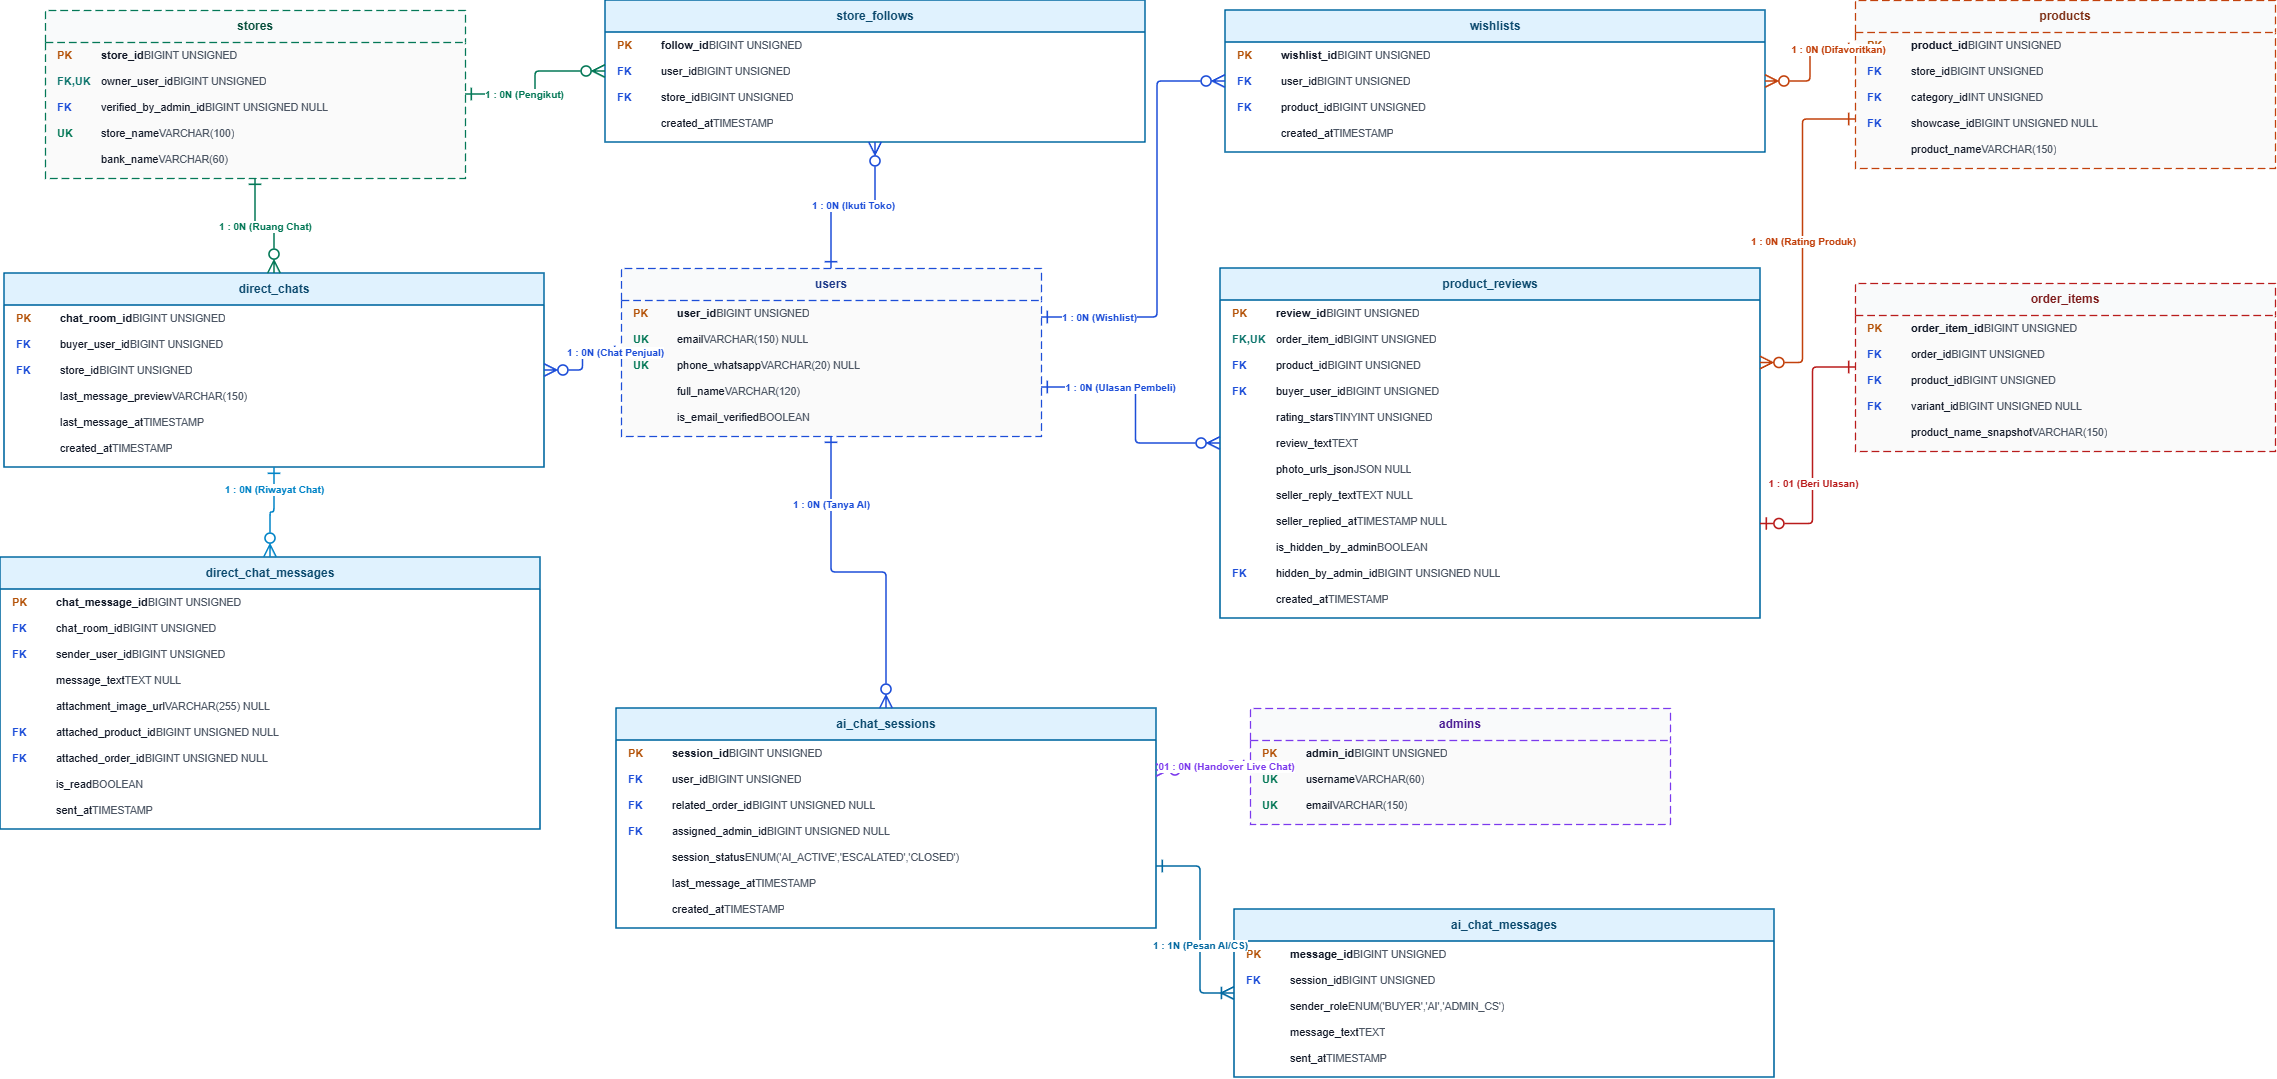 stores
PK store_idBIGINT UNSIGNED
FK,UK owner_user_idBIGINT UNSIGNED
FK verified_by_admin_idBIGINT UNSIGNED NULL
UK store_nameVARCHAR(100)
bank_nameVARCHAR(60)
1 : 0N (Pengikut)
store_follows
PK follow_idBIGINT UNSIGNED
FK user_idBIGINT UNSIGNED
FK store_idBIGINT UNSIGNED
created_atTIMESTAMP
wishlists
PK wishlist_idBIGINT UNSIGNED
FK user_idBIGINT UNSIGNED
FK product_idBIGINT UNSIGNED
created_atTIMESTAMP
1 : 0N (Difavoritkan)
products
PK product_idBIGINT UNSIGNED
FK store_idBIGINT UNSIGNED
FK category_idINT UNSIGNED
FK showcase_idBIGINT UNSIGNED NULL
product_nameVARCHAR(150)
1 : 0N (Ruang Chat)
1 : 0N (Ikuti Toko)
1 : 0N (Rating Produk)
direct_chats
PK chat_room_idBIGINT UNSIGNED
FK buyer_user_idBIGINT UNSIGNED
FK store_idBIGINT UNSIGNED
last_message_previewVARCHAR(150)
last_message_atTIMESTAMP
created_atTIMESTAMP
1 : 0N (Chat Penjual)
users
PK user_idBIGINT UNSIGNED
UK emailVARCHAR(150) NULL
UK phone_whatsappVARCHAR(20) NULL
full_nameVARCHAR(120)
is_email_verifiedBOOLEAN
1 : 0N (Wishlist)
1 : 0N (Ulasan Pembeli)
product_reviews
PK review_idBIGINT UNSIGNED
FK,UK order_item_idBIGINT UNSIGNED
FK product_idBIGINT UNSIGNED
FK buyer_user_idBIGINT UNSIGNED
rating_starsTINYINT UNSIGNED
review_textTEXT
photo_urls_jsonJSON NULL
seller_reply_textTEXT NULL
seller_replied_atTIMESTAMP NULL
is_hidden_by_adminBOOLEAN
FK hidden_by_admin_idBIGINT UNSIGNED NULL
created_atTIMESTAMP
order_items
PK order_item_idBIGINT UNSIGNED
FK order_idBIGINT UNSIGNED
FK product_idBIGINT UNSIGNED
FK variant_idBIGINT UNSIGNED NULL
product_name_snapshotVARCHAR(150)
1 : 01 (Beri Ulasan)
1 : 0N (Riwayat Chat)
1 : 0N (Tanya AI)
direct_chat_messages
PK chat_message_idBIGINT UNSIGNED
FK chat_room_idBIGINT UNSIGNED
FK sender_user_idBIGINT UNSIGNED
message_textTEXT NULL
attachment_image_urlVARCHAR(255) NULL
FK attached_product_idBIGINT UNSIGNED NULL
FK attached_order_idBIGINT UNSIGNED NULL
is_readBOOLEAN
sent_atTIMESTAMP
ai_chat_sessions
PK session_idBIGINT UNSIGNED
FK user_idBIGINT UNSIGNED
FK related_order_idBIGINT UNSIGNED NULL
FK assigned_admin_idBIGINT UNSIGNED NULL
session_statusENUM('AI_ACTIVE','ESCALATED','CLOSED')
last_message_atTIMESTAMP
created_atTIMESTAMP
01 : 0N (Handover Live Chat)
admins
PK admin_idBIGINT UNSIGNED
UK usernameVARCHAR(60)
UK emailVARCHAR(150)
1 : 1N (Pesan AI/CS)
ai_chat_messages
PK message_idBIGINT UNSIGNED
FK session_idBIGINT UNSIGNED
sender_roleENUM('BUYER','AI','ADMIN_CS')
message_textTEXT
sent_atTIMESTAMP